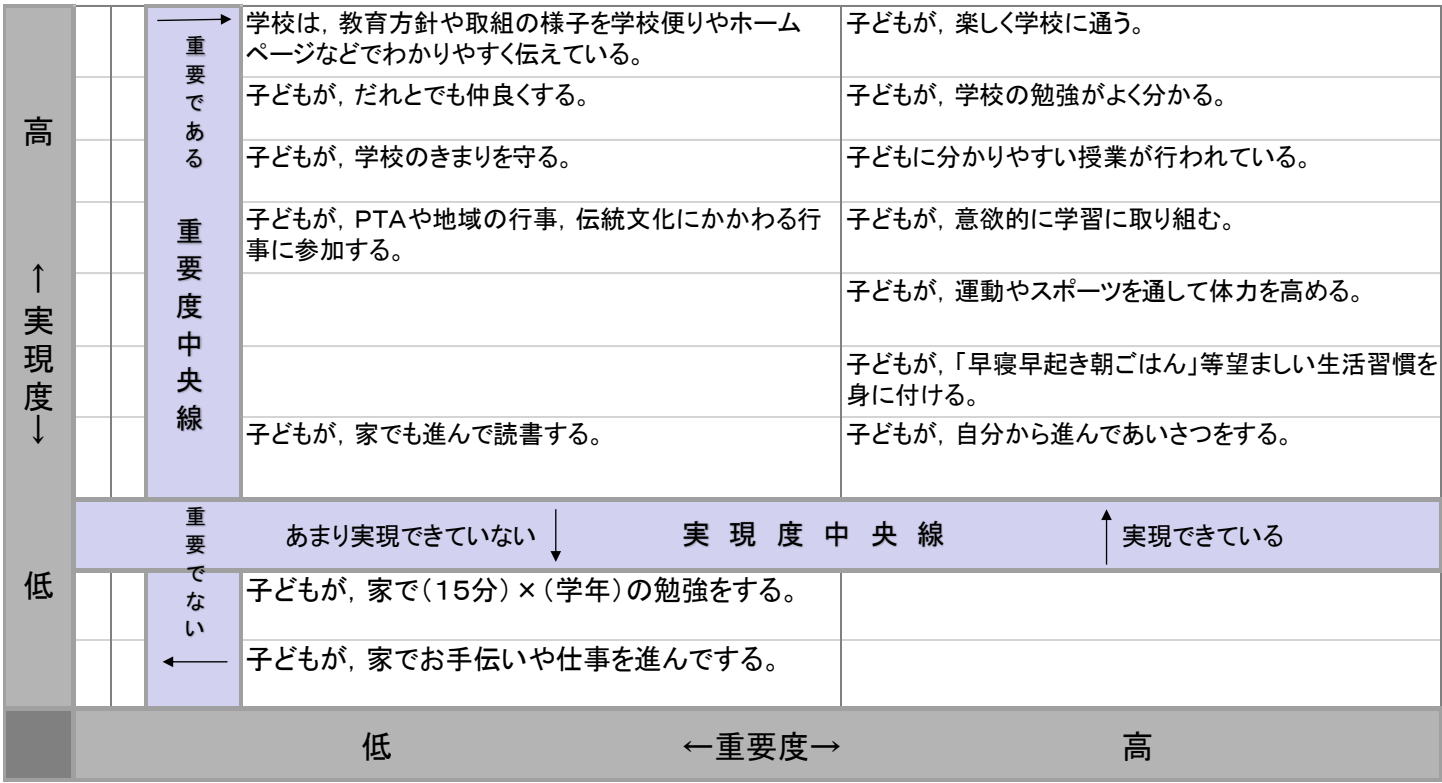 高
↑実現度↓
低
重要である
重要度中央線
重要でない
学校は，教育方針や取組の様子を学校便りやホーム
ページなどでわかりやすく伝えている。
子どもが，楽しく学校に通う。
子どもが，だれとでも仲良くする。
子どもが，学校の勉強がよく分かる。
子どもが，学校のきまりを守る。
子どもに分かりやすい授業が行われている。
子どもが，ＰＴＡや地域の行事，伝統文化にかかわる行
事に参加する。
子どもが，意欲的に学習に取り組む。
子どもが，運動やスポーツを通して体力を高める。
子どもが，「早寝早起き朝ごはん」等望ましい生活習慣を
身に付ける。
子どもが，家でも進んで読書する。
子どもが，自分から進んであいさつをする。
あまり実現できていない
実現度中央線
実現できている
子どもが，家で（１５分）×（学年）の勉強をする。
子どもが，家でお手伝いや仕事を進んでする。
低
←重要度→
高